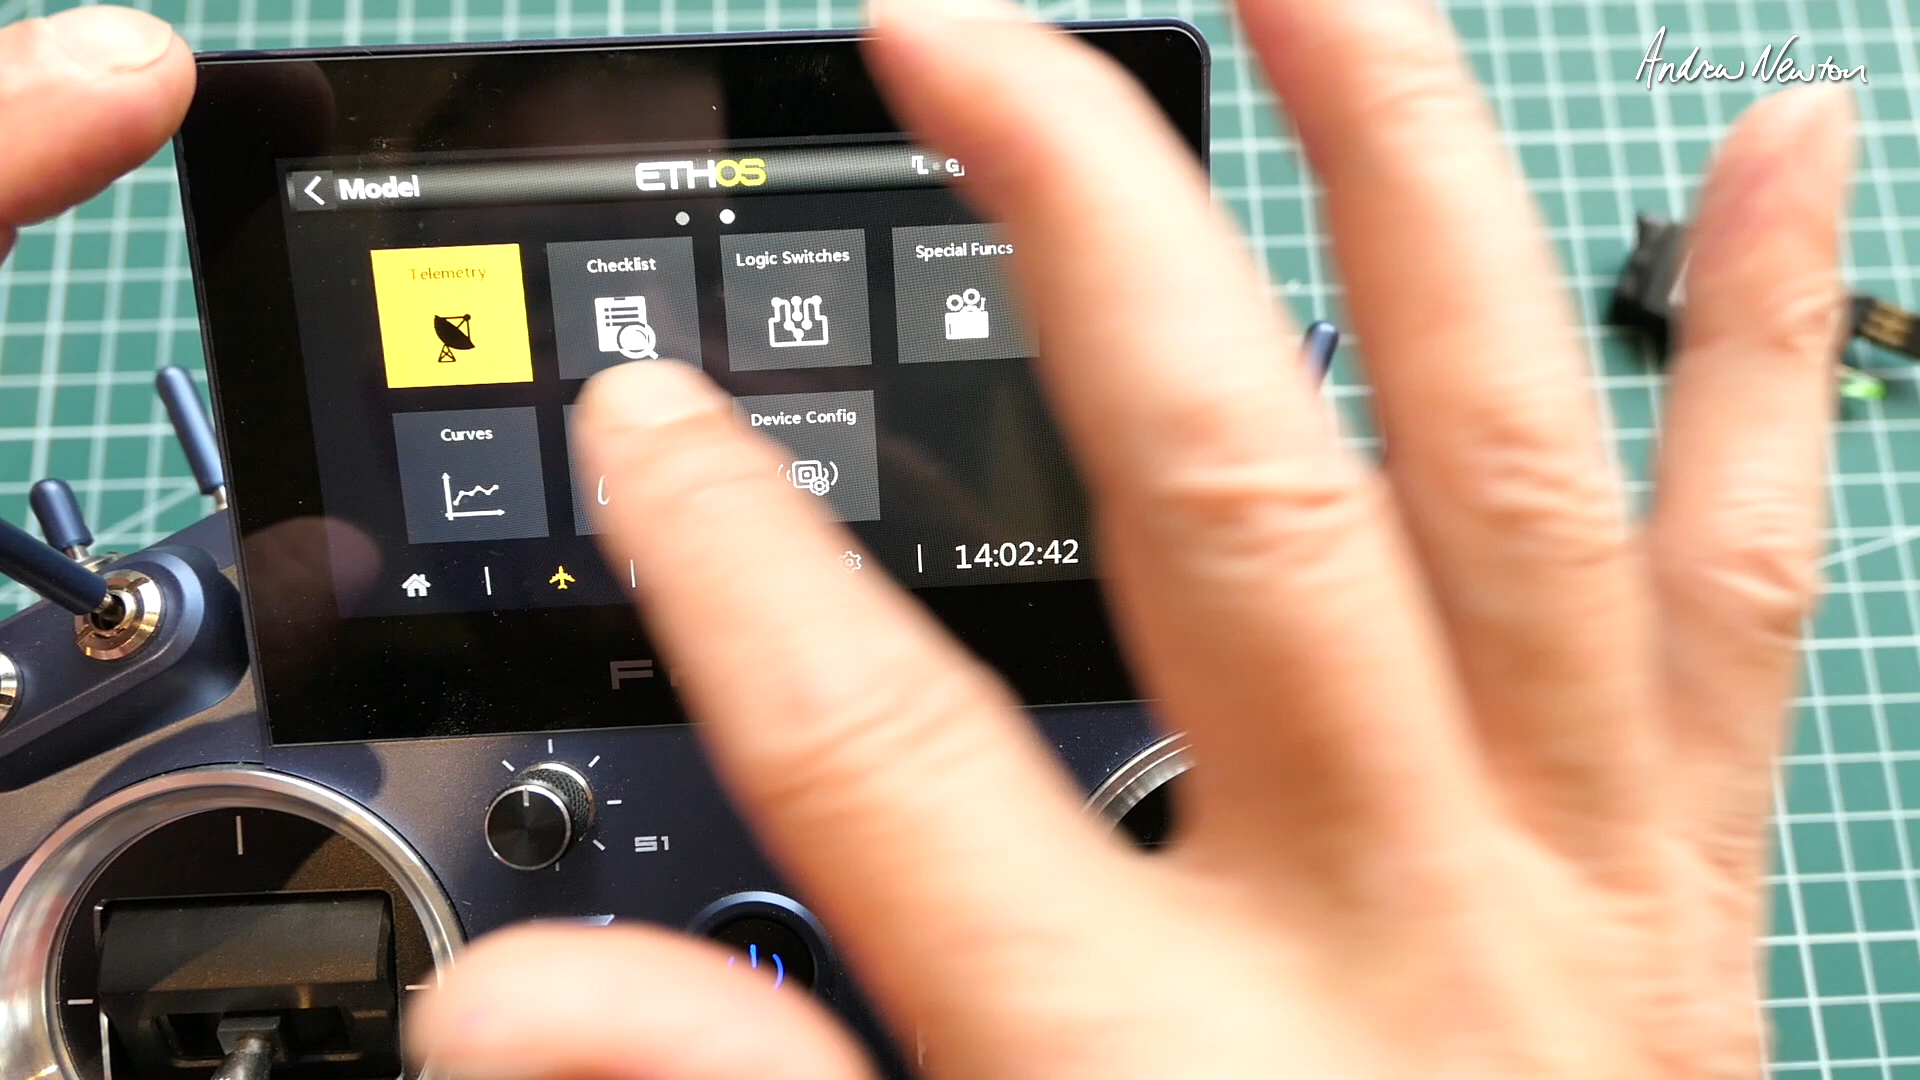 Andrew Newton
Model
ETHOS
Telemetry
Checklist
Logic Switches
Special Funcs
Curves
Device Config
14:02:42
F
S1